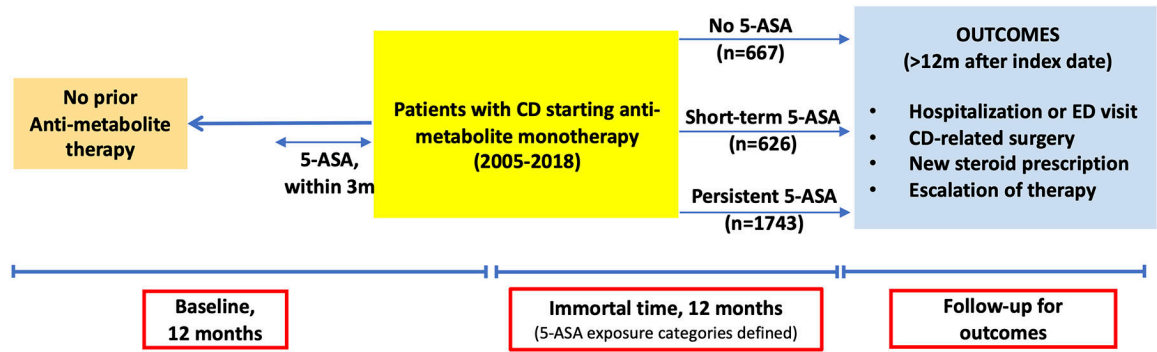 No prior
Anti-metabolite
therapy
5-ASA,
within 3m
Patients with CD starting anti-
metabolite monotherapy
(2005-2018)
No 5-ASA
(n=667)
Short-term 5-ASA
(n=626)
Persistent 5-ASA
(n=1743)
OUTCOMES
(>12m after index date)
• Hospitalization or ED visit
• CD-related surgery
• New steroid prescription
• Escalation of therapy
Baseline,
12 months
Immortal time, 12 months
(5-ASA exposure categories defined)
Follow-up for
outcomes